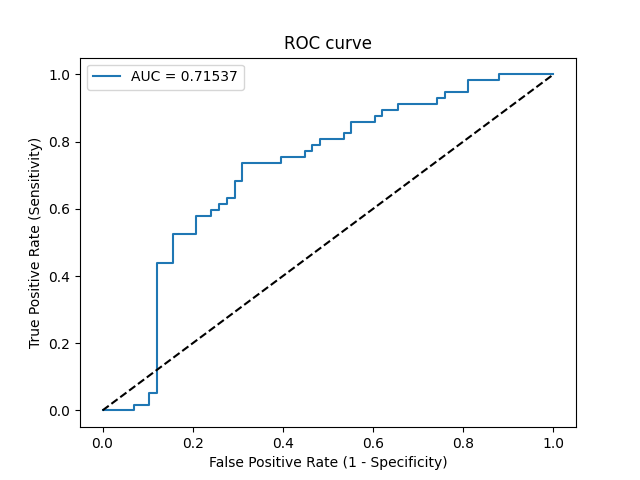 ROC curve
AUC = 0.71537
True Positive Rate (Sensitivity)
1.0
0.8
0.6
0.4
0.2
0.0
0.0 0.2 0.4 0.6 0.8 1.0
False Positive Rate (1 - Specificity)